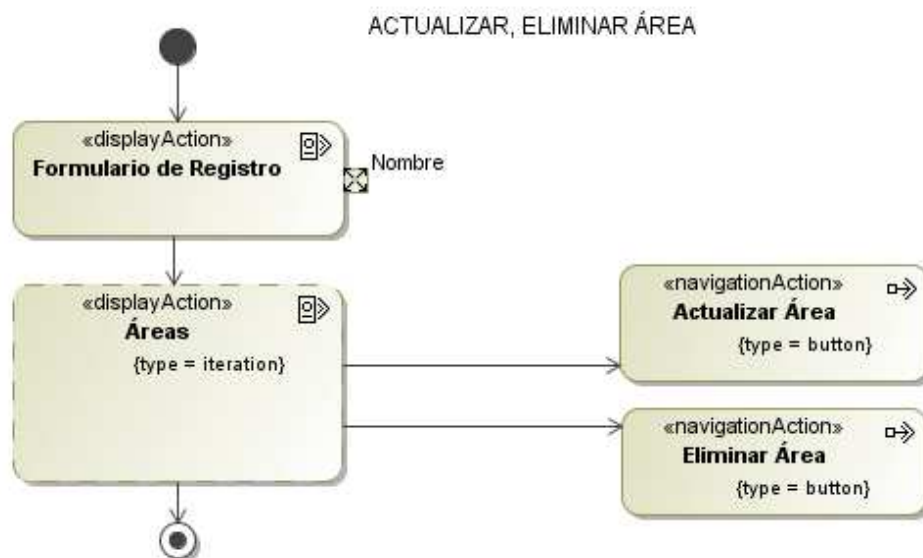 ACTUALIZAR, ELIMINAR ÁREA
«displayAction»
Formulario de Registro
Nombre
«displayAction»
Áreas
{type = iteration}
«navigationAction»
Actualizar Área
{type = button}
«navigationAction»
Eliminar Área
{type = button}